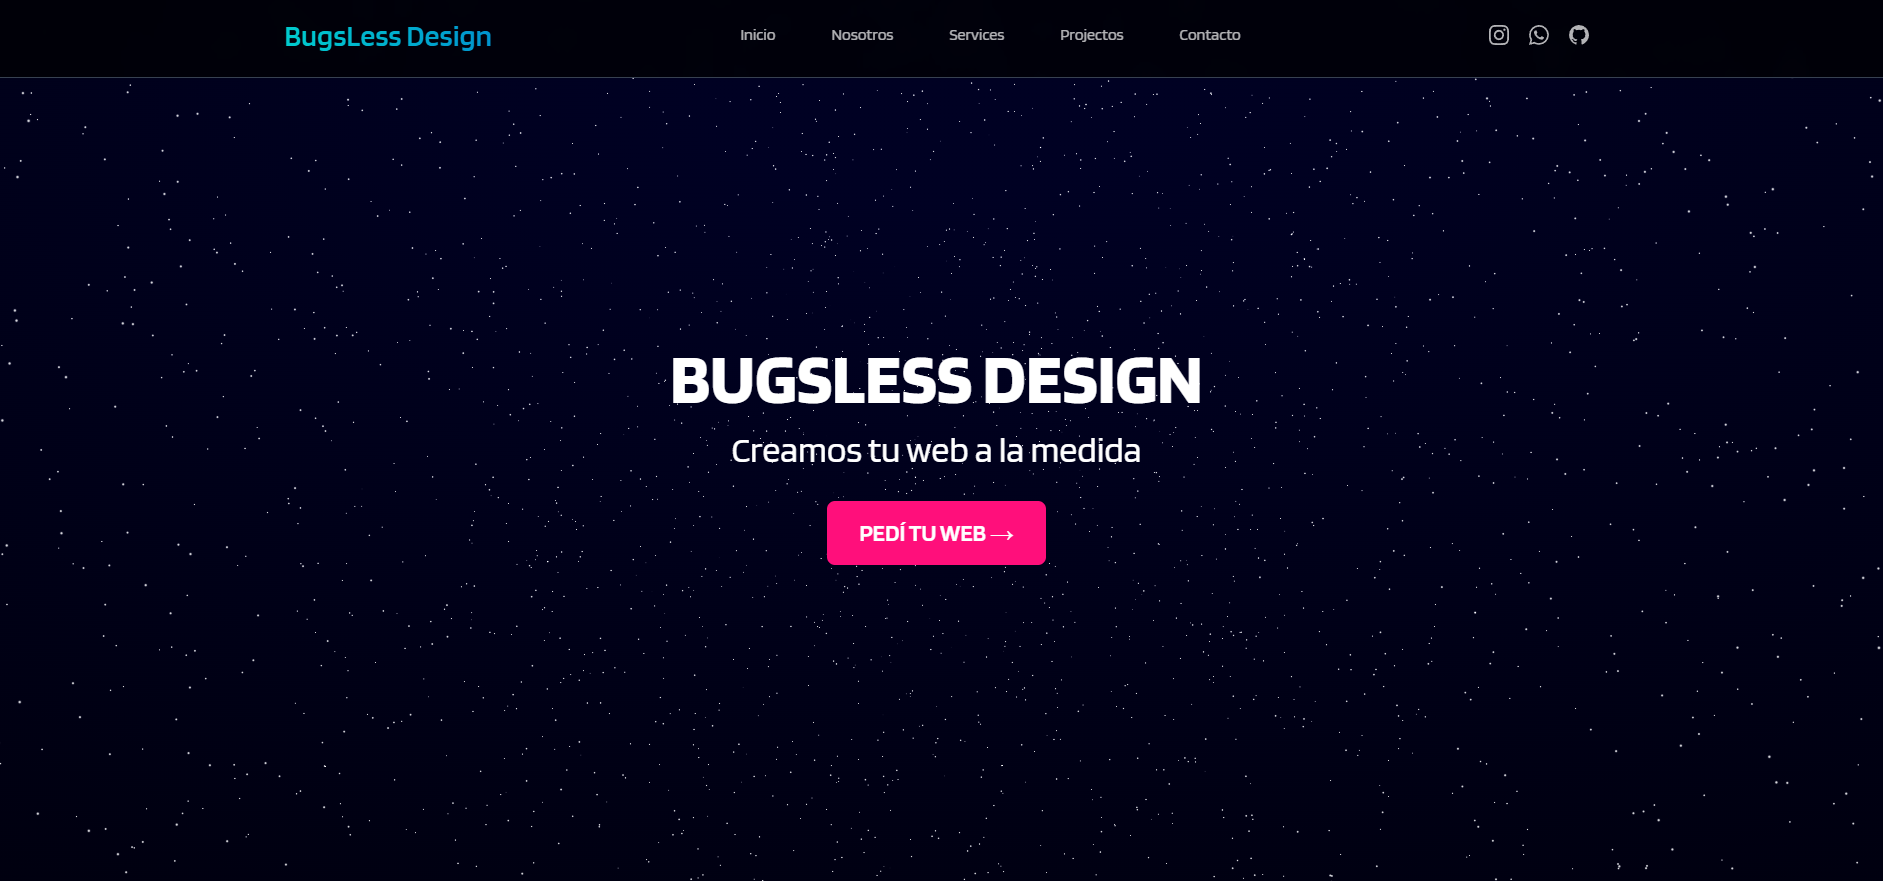 BugsLess Design
Inicio Nosotros Services Projectos Contacto
BUGSLESS DESIGN
Creamos tu web a la medida
PEDÍ TU WEB →